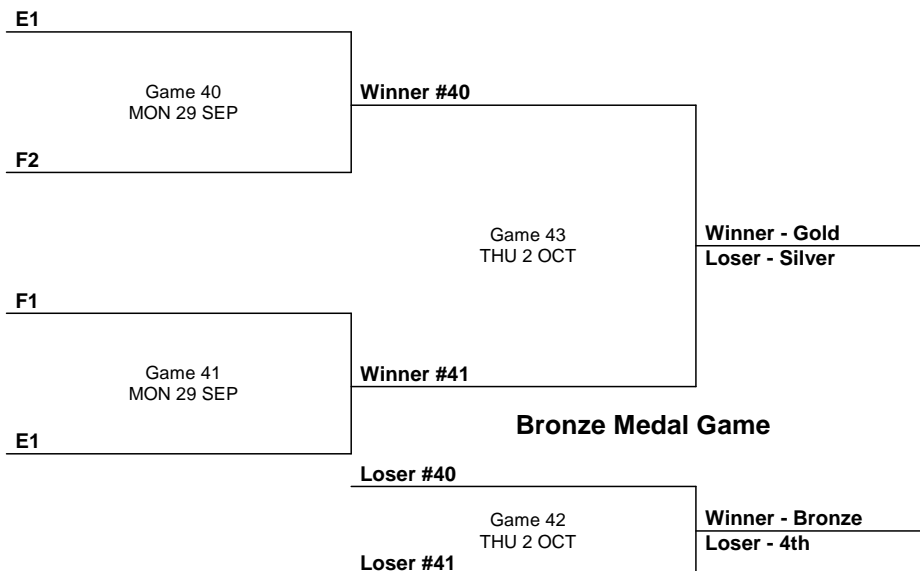 E1
Game 40
MON 29 SEP
Winner #40
F2
Game 43
THU 2 OCT
Winner - Gold
Loser - Silver
F1
Game 41
MON 29 SEP
Winner #41
E1
Bronze Medal Game
Loser #40
Game 42
THU 2 OCT
Winner - Bronze
Loser - 4th
Loser #41